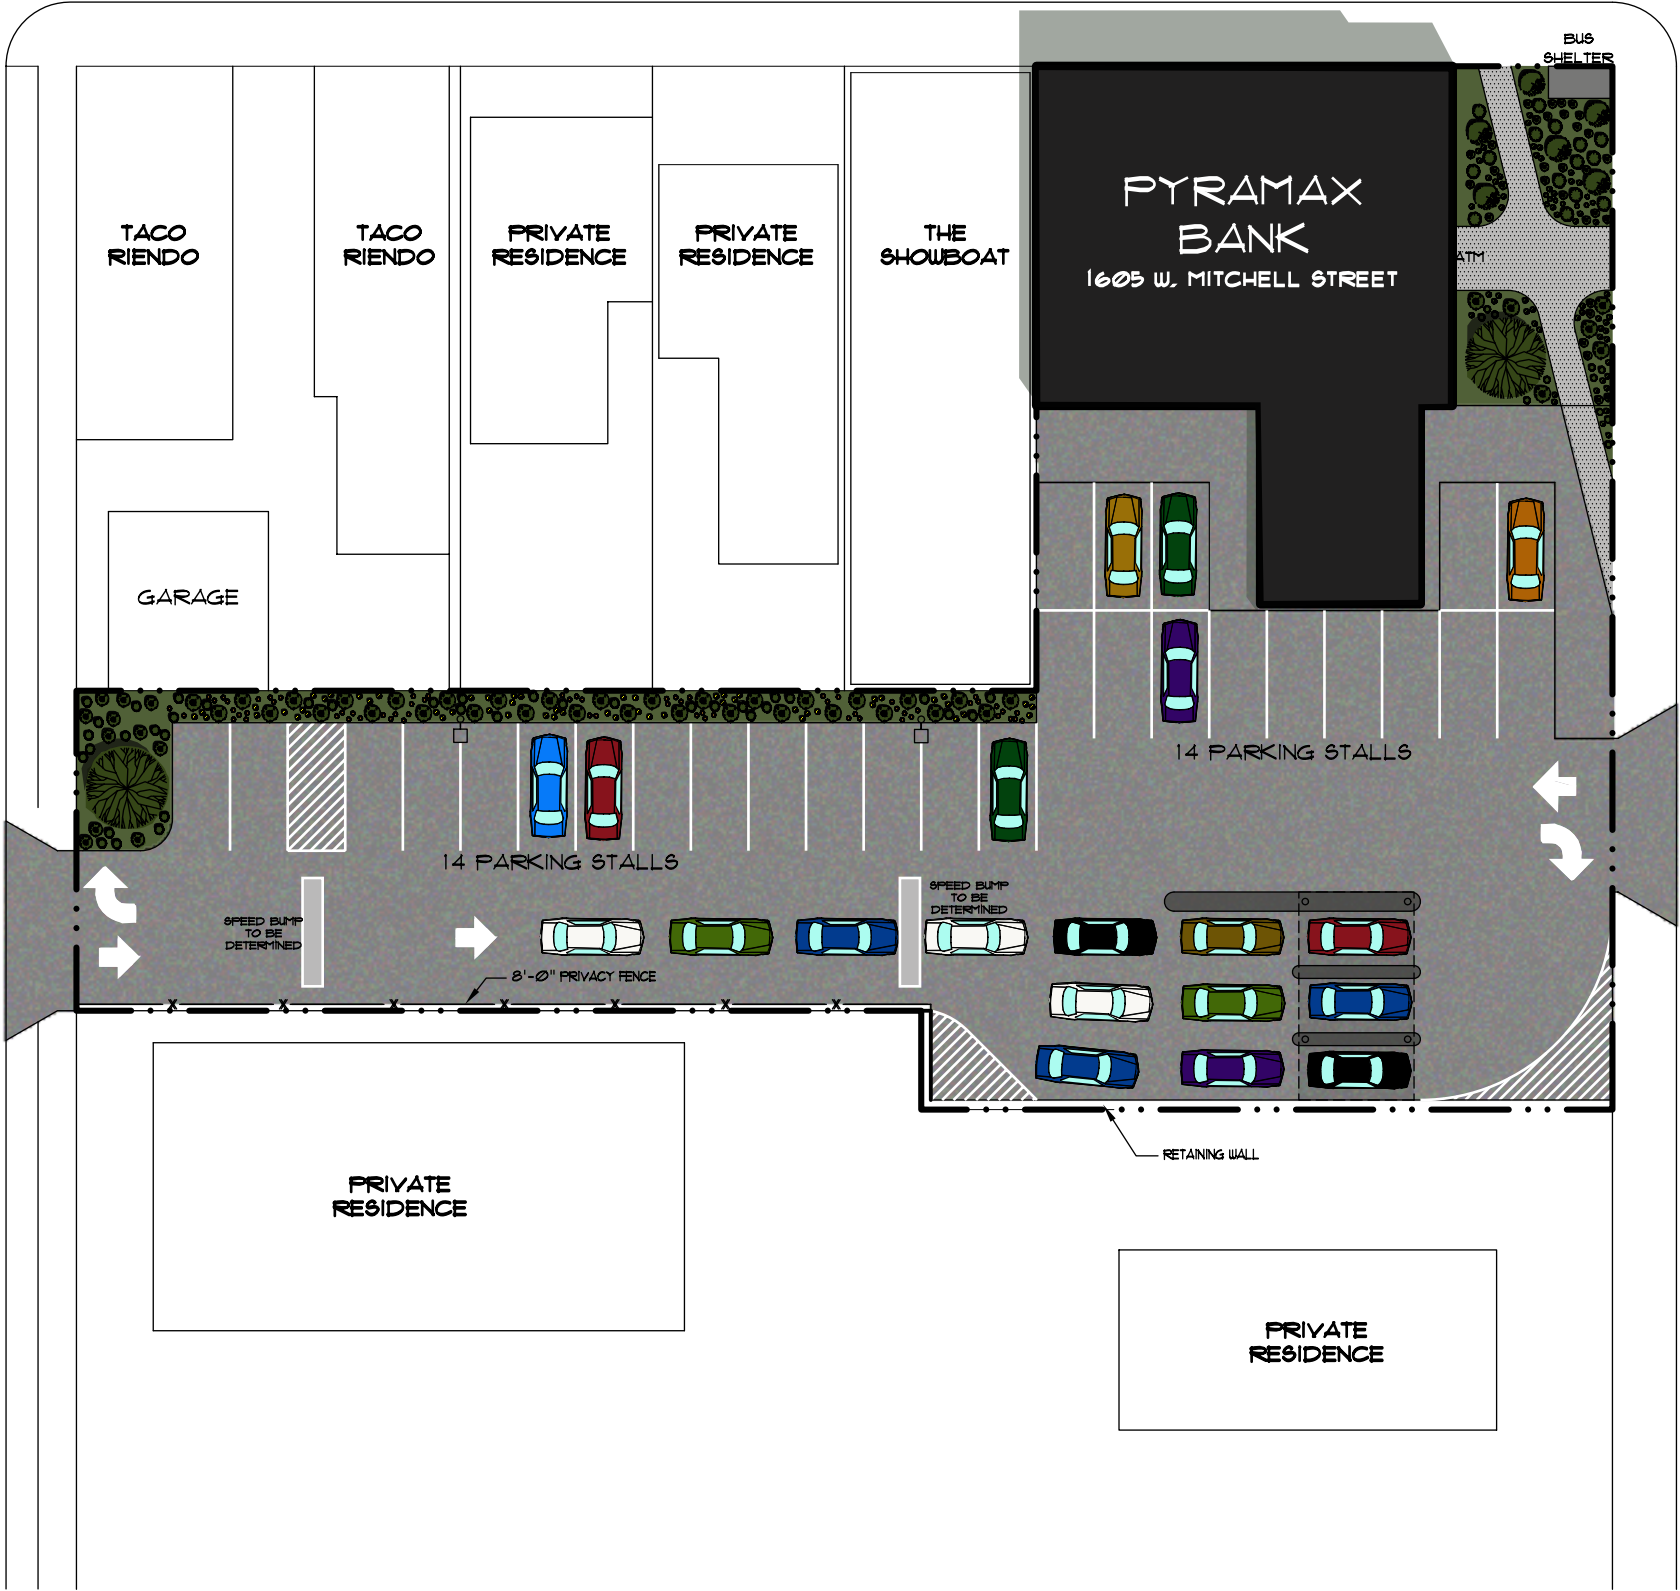 BUS
SHELTER
TACO
RIENDO
TACO
RIENDO
PRIVATE
RESIDENCE
PRIVATE
RESIDENCE
THE
SHOWBOAT
PYRAMAX
BANK
1605 W. MITCHELL STREET
ATM
GARAGE
14 PARKING STALLS
14 PARKING STALLS
SPEED BUMP
TO BE
DETERMINED
SPEED BUMP
TO BE
DETERMINED
8'-0" PRIVACY FENCE
X X X X X X X
RETAINING WALL
PRIVATE
RESIDENCE
PRIVATE
RESIDENCE